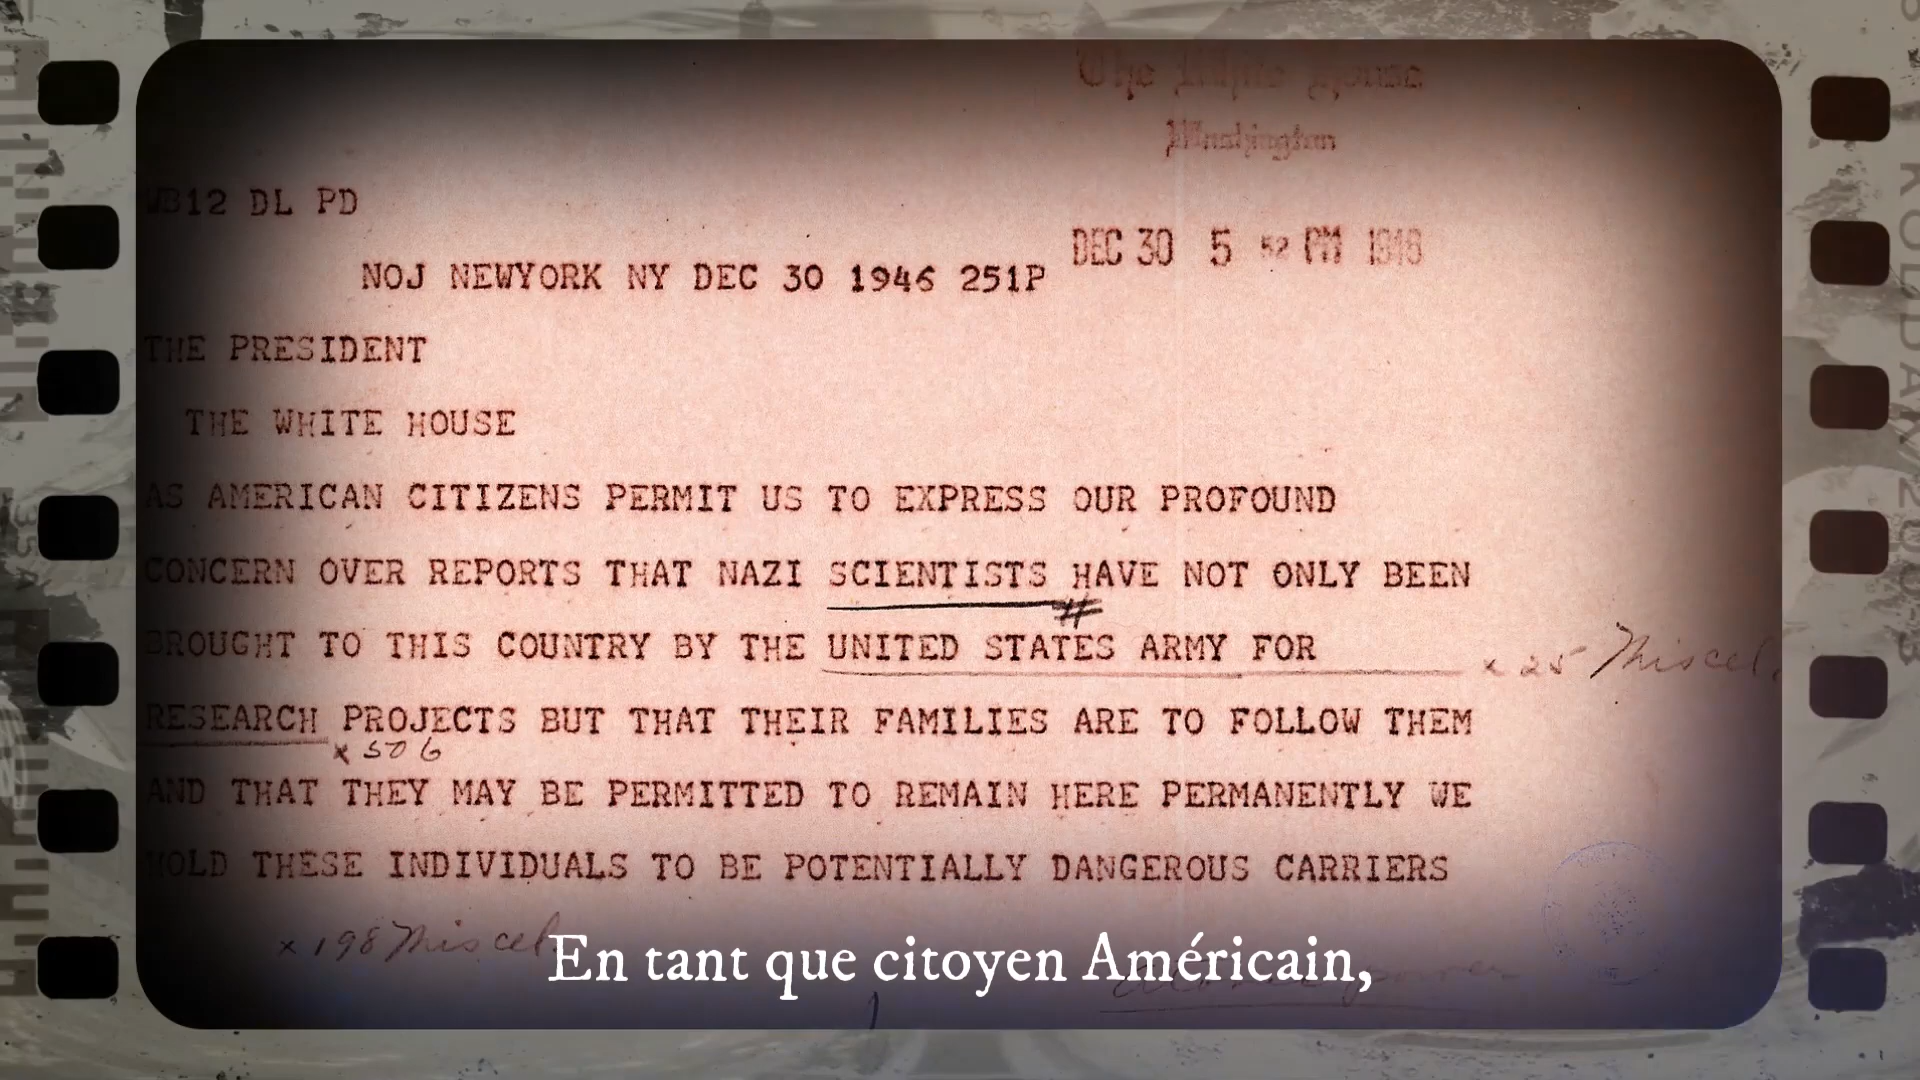 The White House
Washington
WB12 DL PD
DEC 30 5 52 PM 1946
NOJ NEWYORK NY DEC 30 1946 251P
THE PRESIDENT
THE WHITE HOUSE
AS AMERICAN CITIZENS PERMIT US TO EXPRESS OUR PROFOUND
CONCERN OVER REPORTS THAT NAZI SCIENTISTS HAVE NOT ONLY BEEN
BROUGHT TO THIS COUNTRY BY THE UNITED STATES ARMY FOR
x 25 Miscel.
RESEARCH PROJECTS BUT THAT THEIR FAMILIES ARE TO FOLLOW THEM
x 506
AND THAT THEY MAY BE PERMITTED TO REMAIN HERE PERMANENTLY WE
HOLD THESE INDIVIDUALS TO BE POTENTIALLY DANGEROUS CARRIERS
x 198 Miscel.
En tant que citoyen Américain,